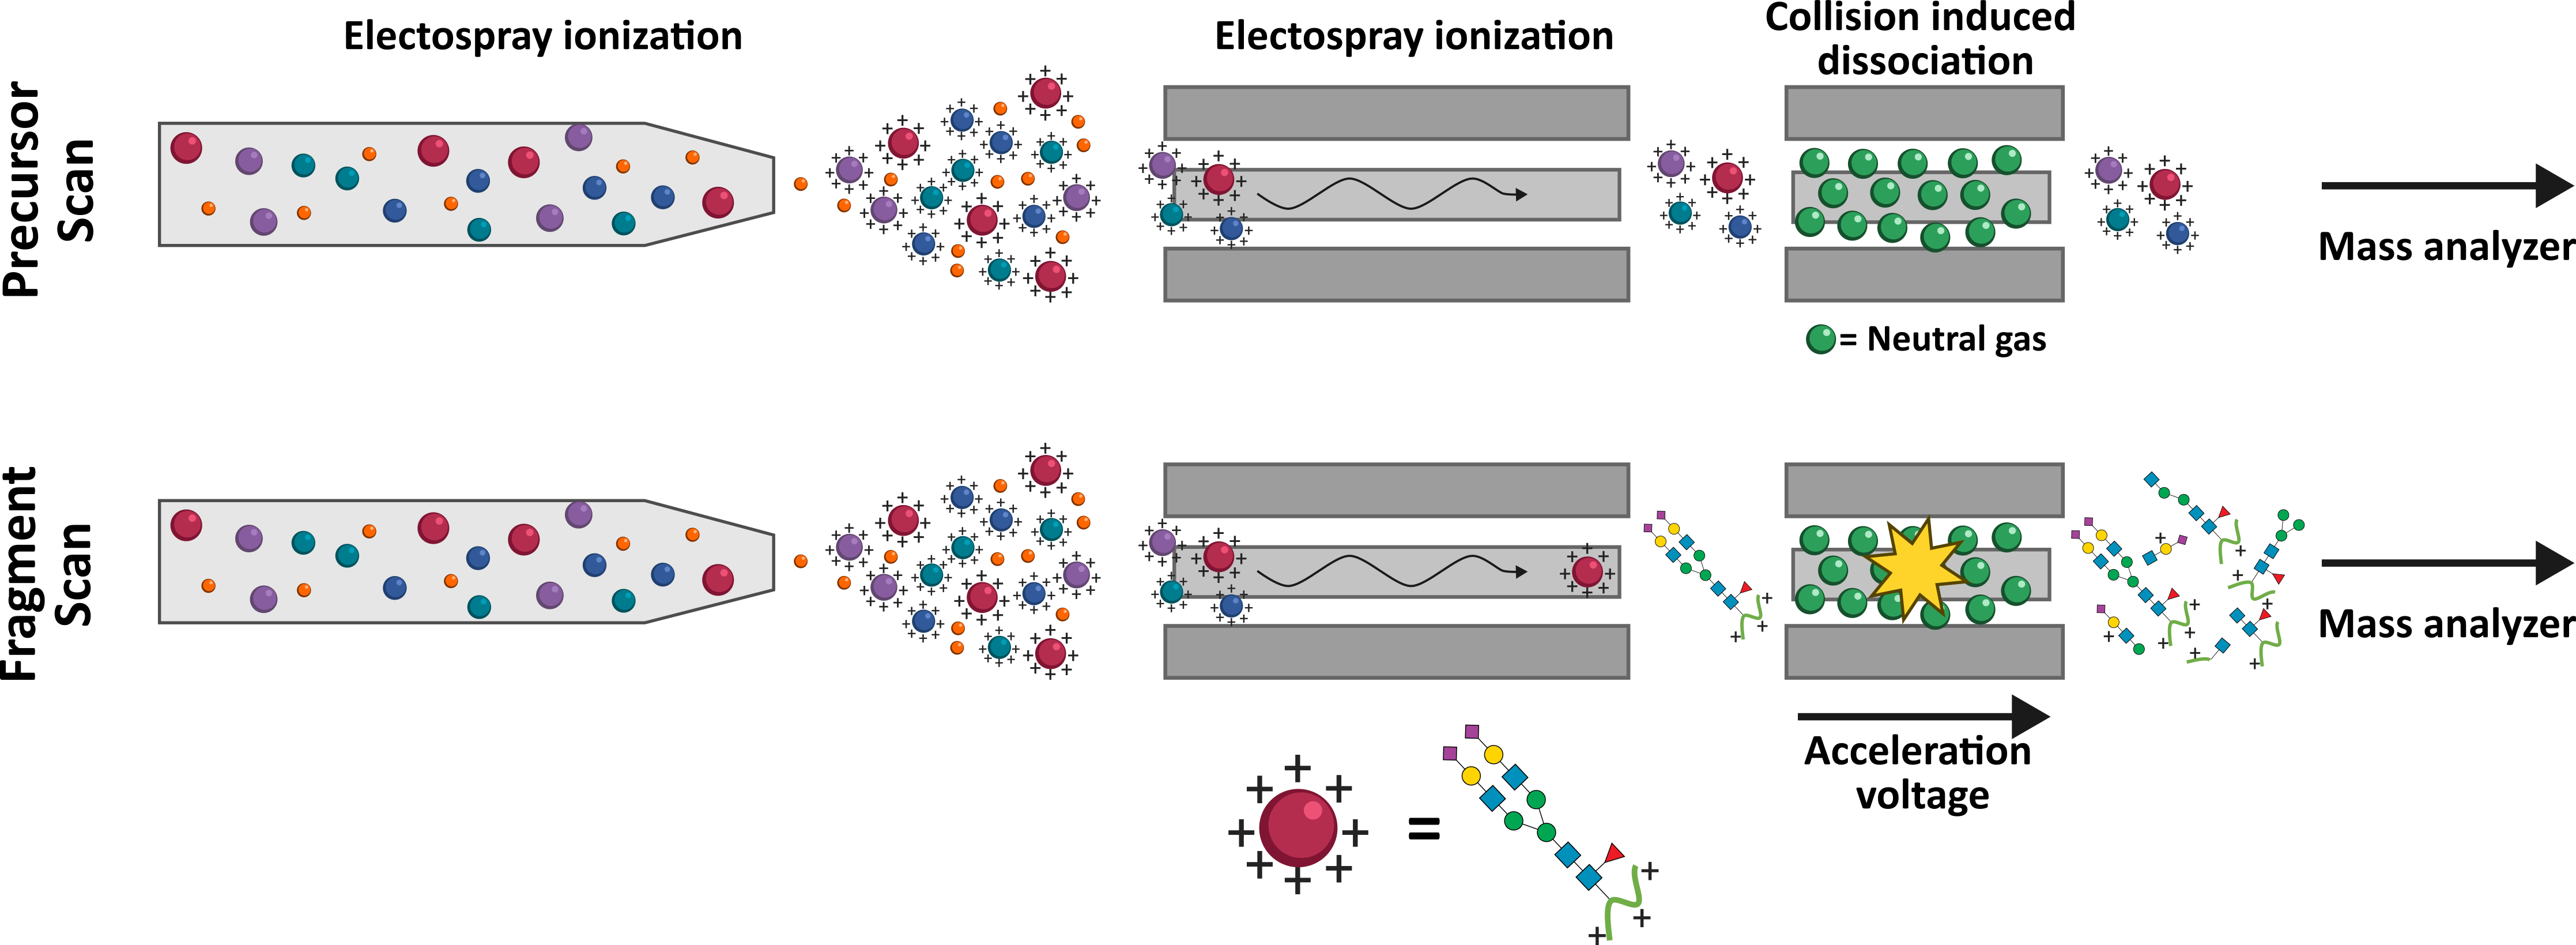 Electospray ionization
Electospray ionization
Collision induced
dissociation
Precursor
Scan
Mass analyzer
= Neutral gas
Fragment
Scan
Mass analyzer
Acceleration
voltage
=